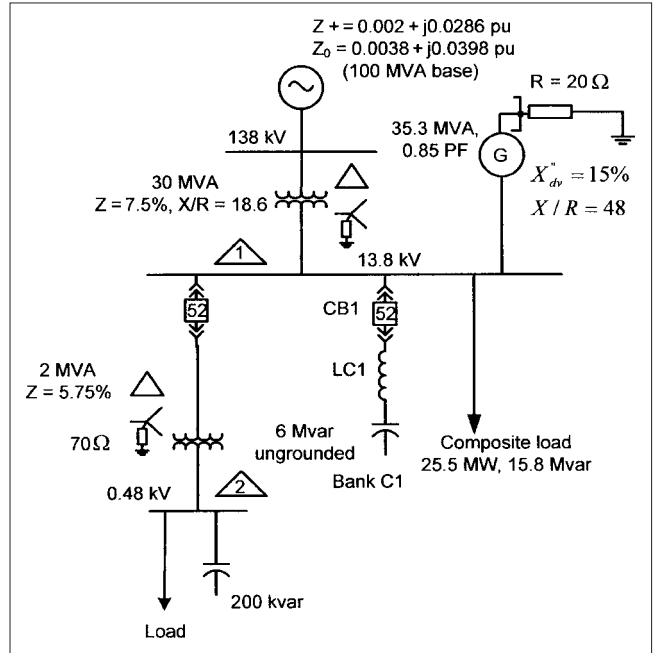 Z + = 0.002 + j0.0286 pu
Z₀ = 0.0038 + j0.0398 pu
(100 MVA base)
R = 20 Ω
35.3 MVA,
0.85 PF
G
X"dv = 15%
X / R = 48
138 kV
30 MVA
Z = 7.5%, X/R = 18.6
1
13.8 kV
52
CB1
52
2 MVA
Z = 5.75%
LC1
70Ω
6 Mvar
ungrounded
Bank C1
Composite load
25.5 MW, 15.8 Mvar
2
0.48 kV
200 kvar
Load